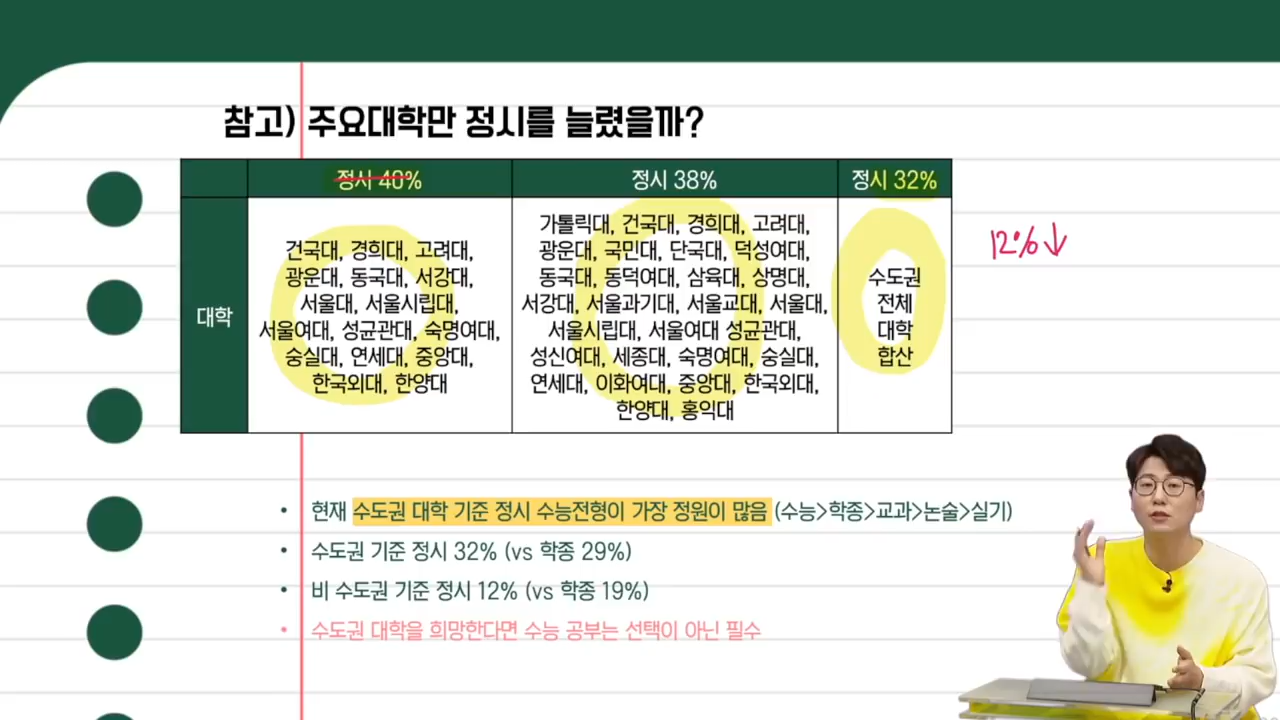 참고) 주요대학만 정시를 늘렸을까?
정시 40%
정시 38%
정시 32%
대학
건국대, 경희대, 고려대,
광운대, 동국대, 서강대,
서울대, 서울시립대,
서울여대, 성균관대, 숙명여대,
숭실대, 연세대, 중앙대,
한국외대, 한양대
가톨릭대, 건국대, 경희대, 고려대,
광운대, 국민대, 단국대, 덕성여대,
동국대, 동덕여대, 삼육대, 상명대,
서강대, 서울과기대, 서울교대, 서울대,
서울시립대, 서울여대 성균관대,
성신여대, 세종대, 숙명여대, 숭실대,
연세대, 이화여대, 중앙대, 한국외대,
한양대, 홍익대
수도권
전체
대학
합산
12%↓
• 현재 수도권 대학 기준 정시 수능전형이 가장 정원이 많음 (수능>학종>교과>논술>실기)
• 수도권 기준 정시 32% (vs 학종 29%)
• 비 수도권 기준 정시 12% (vs 학종 19%)
• 수도권 대학을 희망한다면 수능 공부는 선택이 아닌 필수